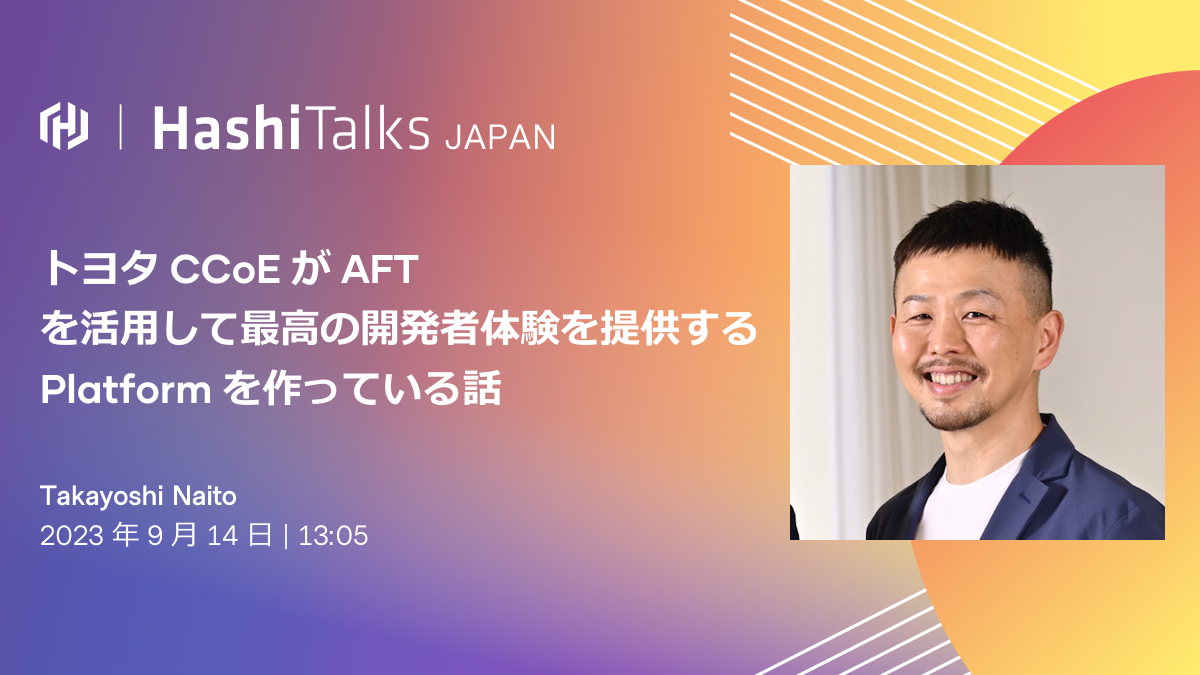 HashiTalks JAPAN
トヨタ CCoE が AFT
を活用して最高の開発者体験を提供する
Platform を作っている話
Takayoshi Naito
2023 年 9 月 14 日 | 13:05